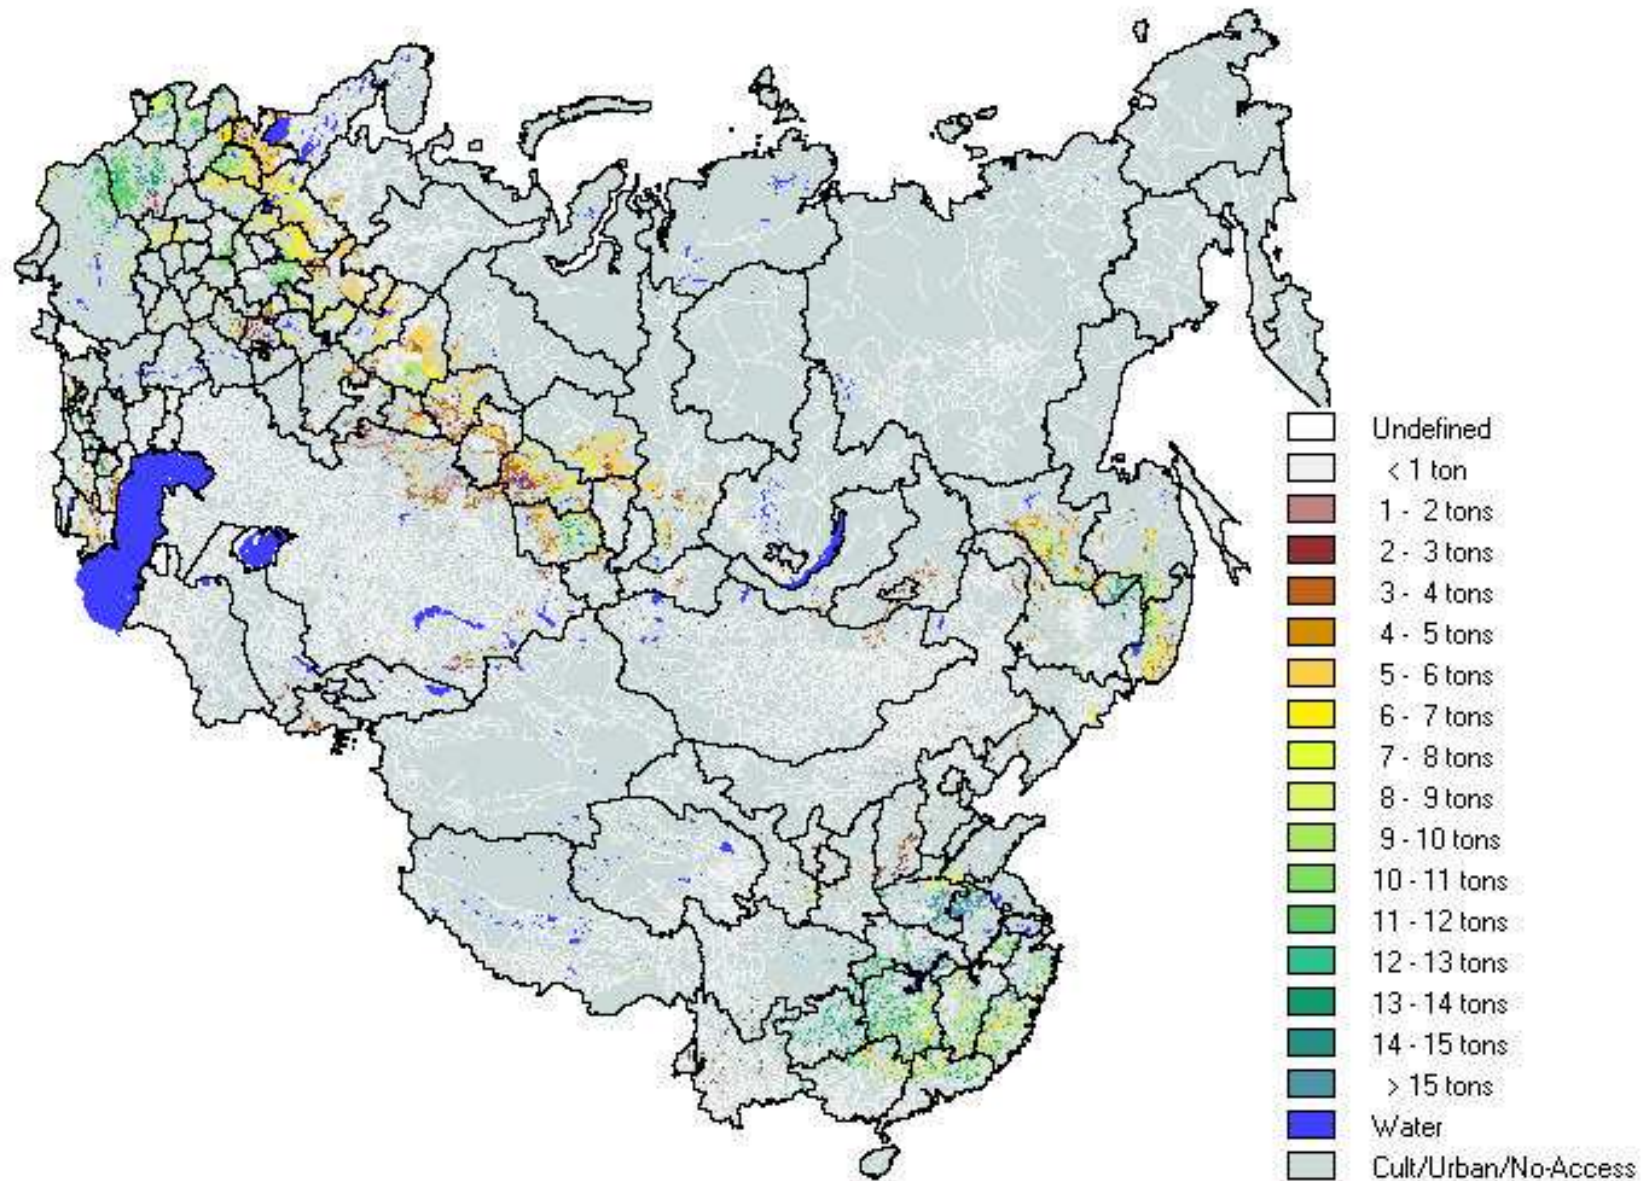 Undefined
< 1 ton
1 - 2 tons
2 - 3 tons
3 - 4 tons
4 - 5 tons
5 - 6 tons
6 - 7 tons
7 - 8 tons
8 - 9 tons
9 - 10 tons
10 - 11 tons
11 - 12 tons
12 - 13 tons
13 - 14 tons
14 - 15 tons
> 15 tons
Water
Cult/Urban/No-Access